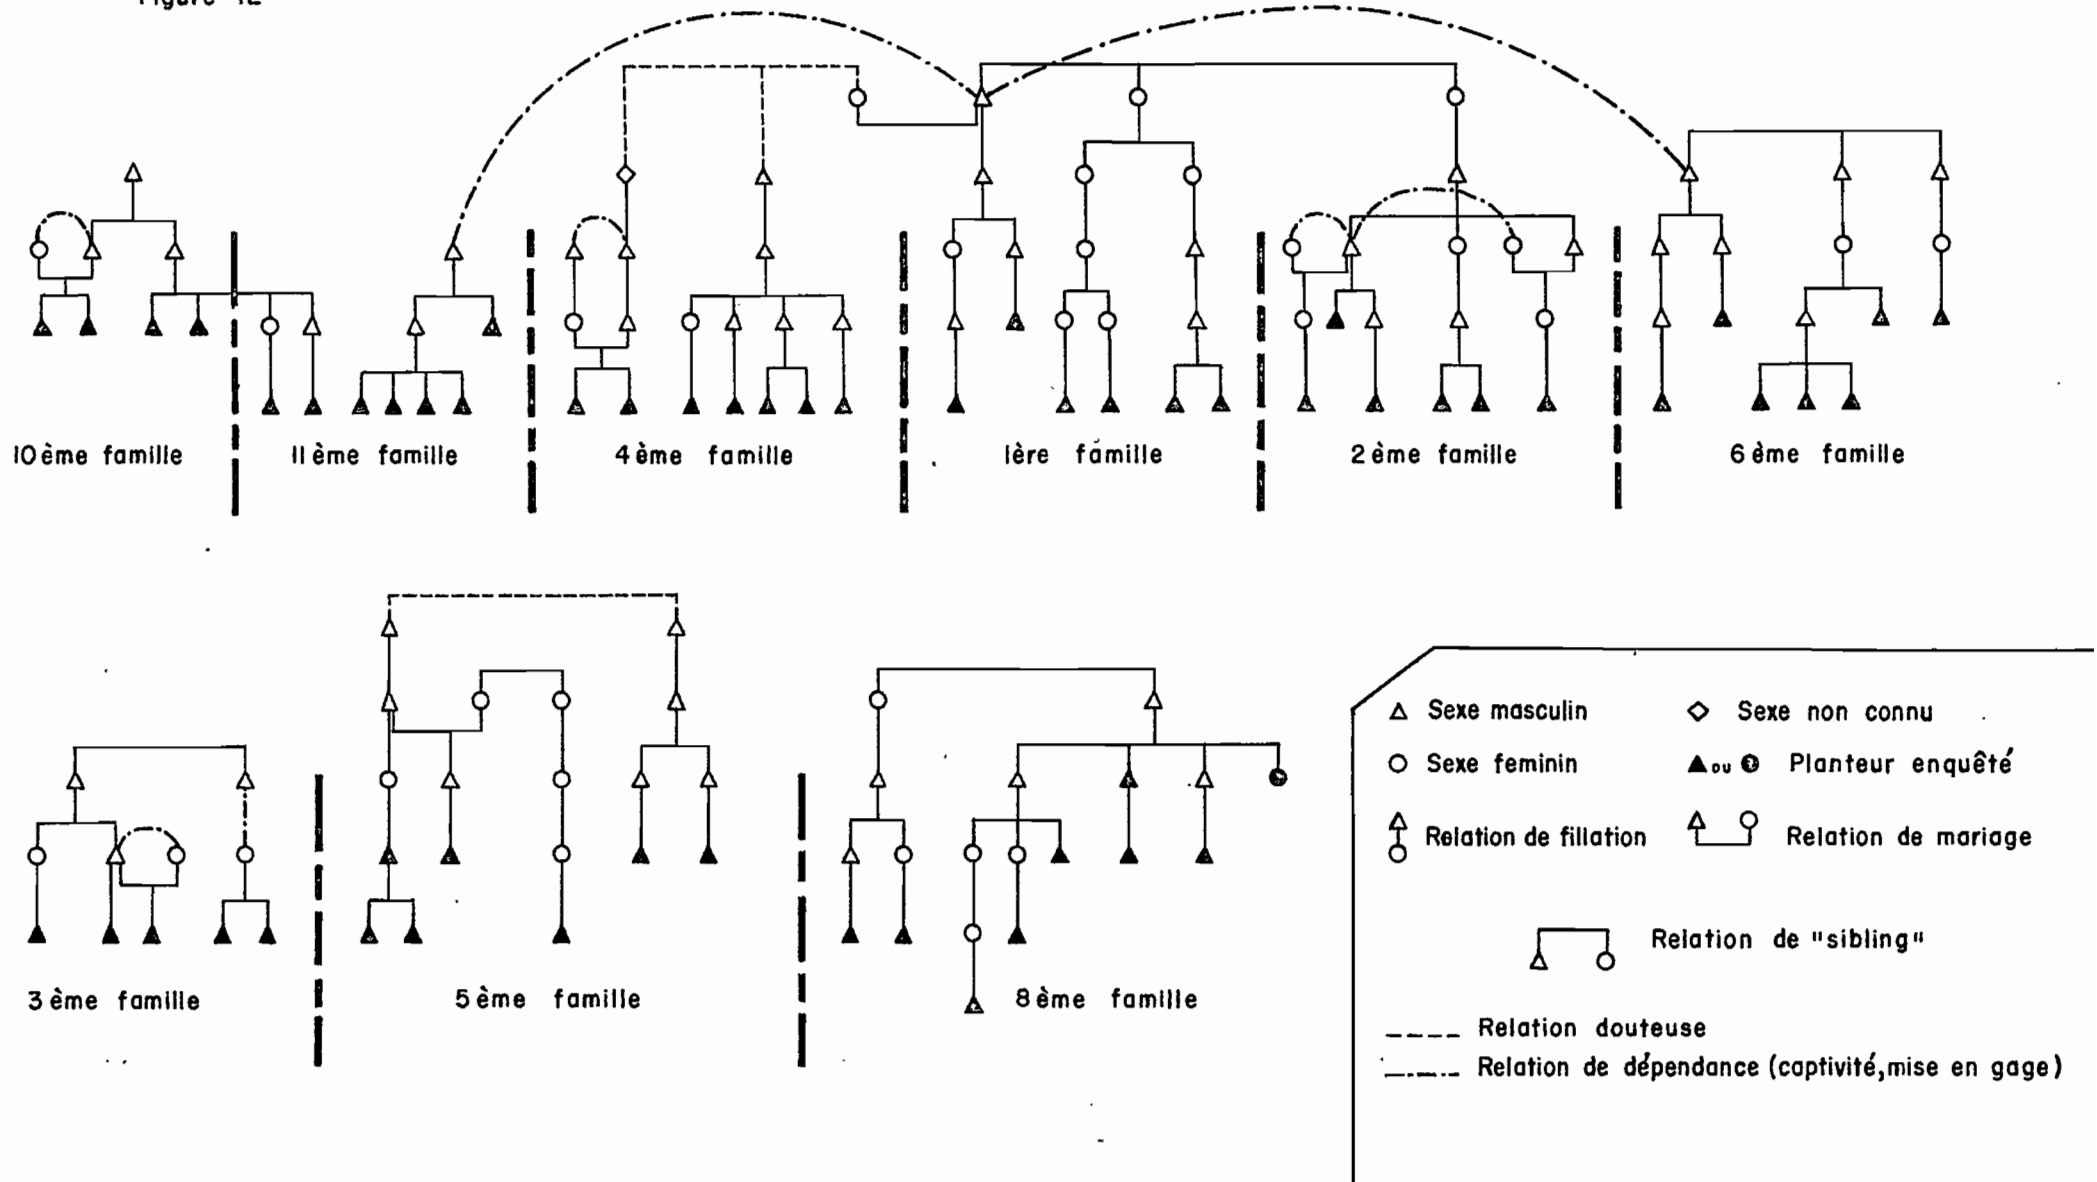 10ème famille
11ème famille
4ème famille
1ère famille
2ème famille
6ème famille
3ème famille
5ème famille
8ème famille
Sexe masculin
Sexe non connu
Sexe feminin
ou
Planteur enquêté
Relation de filiation
Relation de mariage
Relation de "sibling"
Relation douteuse
Relation de dépendance (captivité, mise en gage)